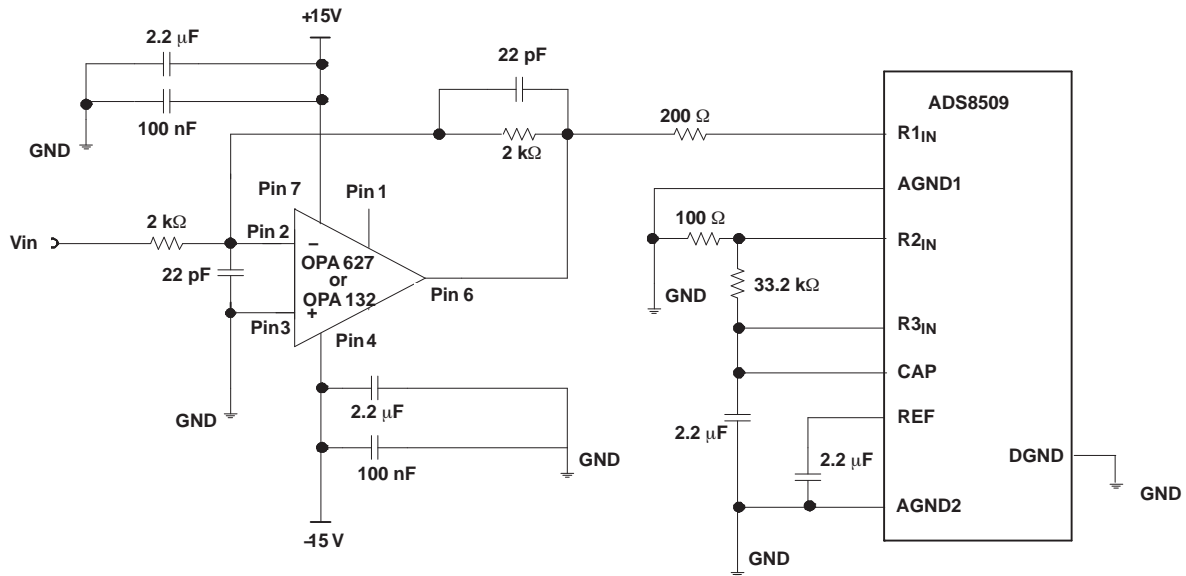 +15V
2.2 μF
22 pF
ADS8509
100 nF
200 Ω
GND
2 kΩ
R1IN
Pin 7
Pin 1
AGND1
2 kΩ
100 Ω
Vin
Pin 2
−
R2IN
OPA 627
22 pF
or
GND
33.2 kΩ
OPA 132
Pin 6
Pin3
+
Pin 4
R3IN
CAP
GND
2.2 μF
REF
2.2 μF
2.2 μF
DGND
100 nF
GND
GND
AGND2
–15 V
GND